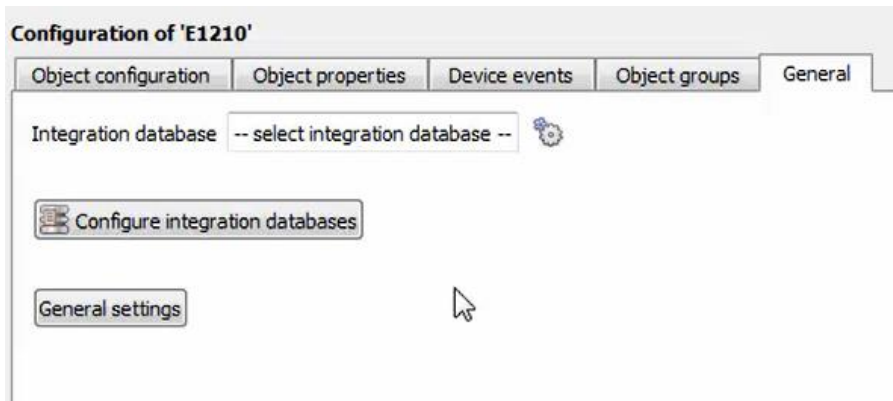 Configuration of 'E1210'
Object configuration Object properties Device events Object groups General
Integration database -- select integration database --
Configure integration databases
General settings